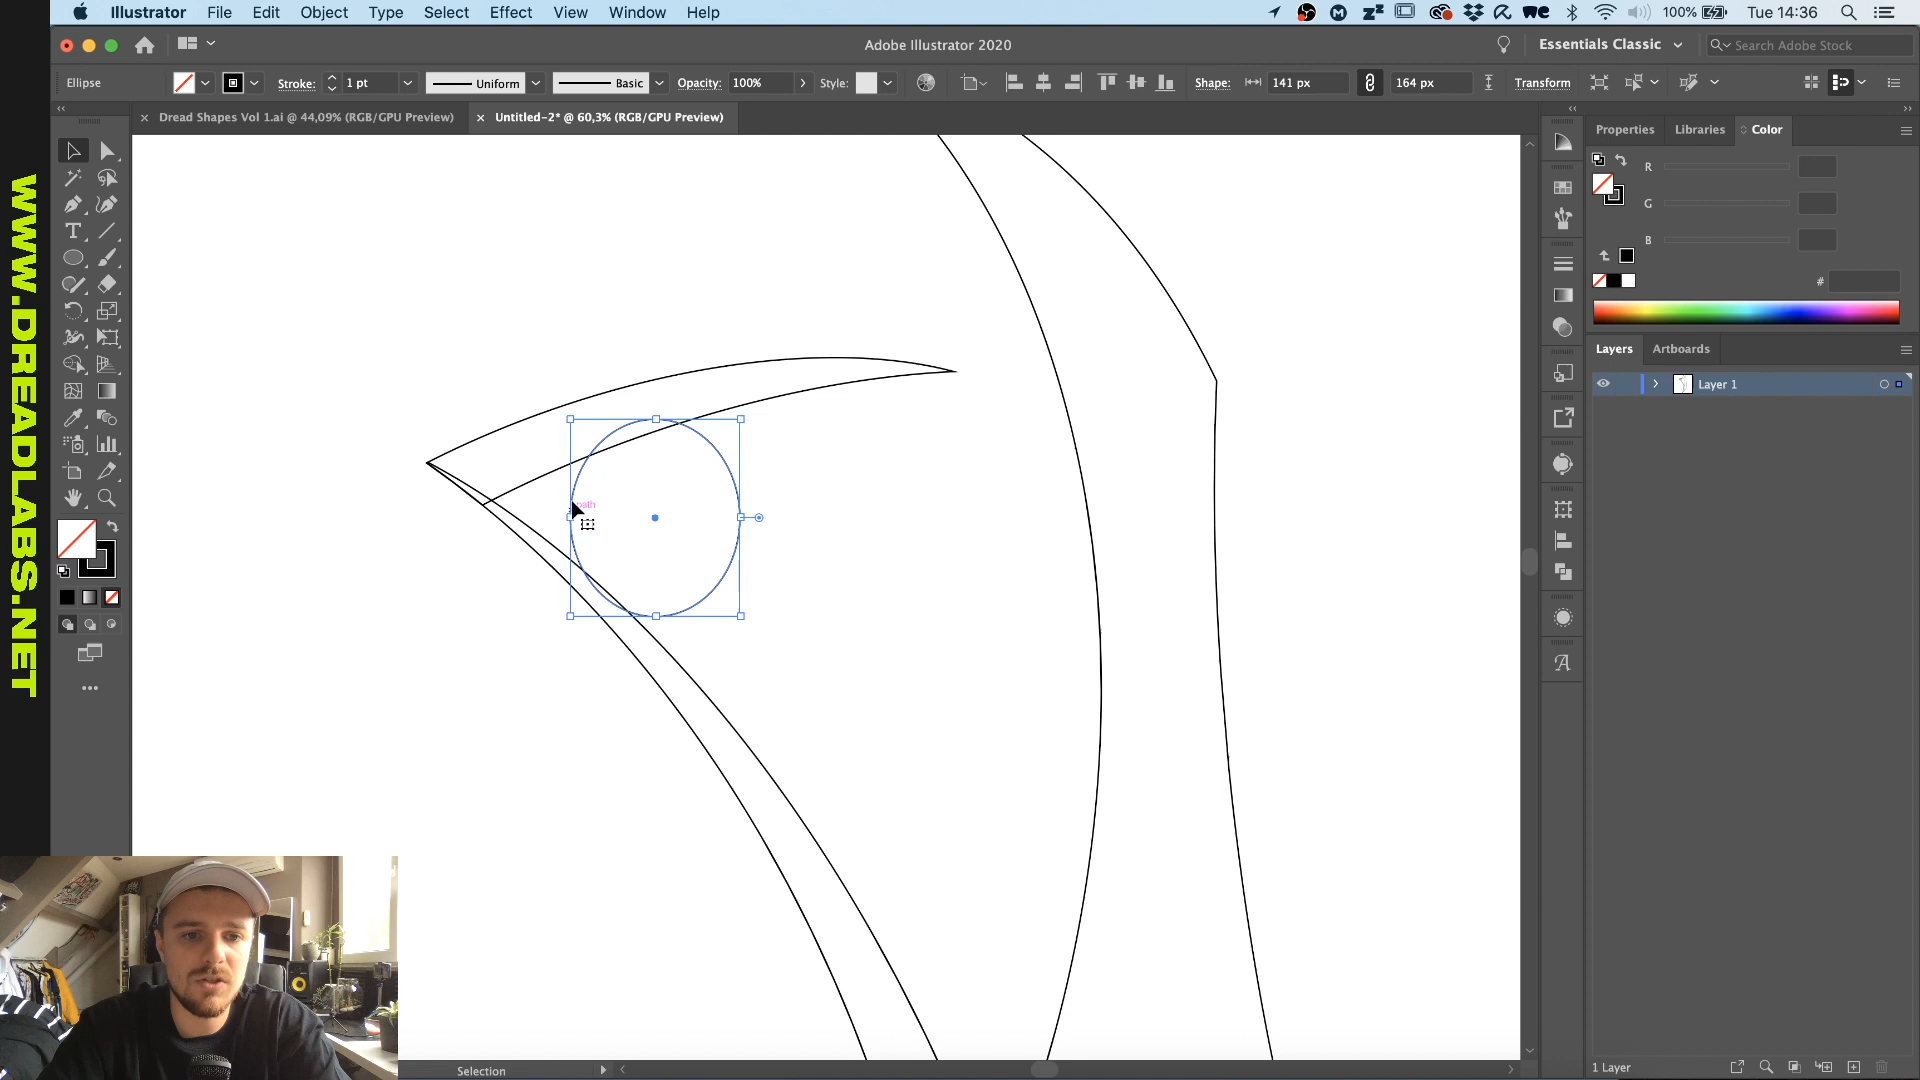 Illustrator File Edit Object Type Select Effect View Window Help 100% Tue 14:36
Adobe Illustrator 2020 Essentials Classic Search Adobe Stock
Ellipse Stroke: 1 pt Uniform Basic Opacity: 100% Style: Shape: 141 px 164 px Transform
Dread Shapes Vol 1.ai @ 44,09% (RGB/GPU Preview) Untitled-2* @ 60,3% (RGB/GPU Preview)
Properties Libraries Color
R
G
B
#
Layers Artboards
Layer 1
path
WWW.DREADLABS.NET
Selection
1 Layer